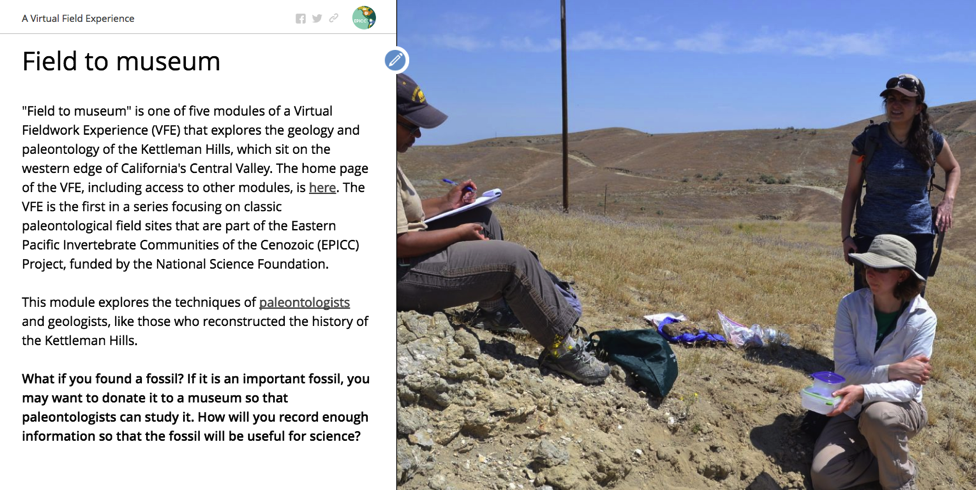 A Virtual Field Experience
EPICC
Field to museum
"Field to museum" is one of five modules of a Virtual
Fieldwork Experience (VFE) that explores the geology and
paleontology of the Kettleman Hills, which sit on the
western edge of California's Central Valley. The home page
of the VFE, including access to other modules, is here. The
VFE is the first in a series focusing on classic
paleontological field sites that are part of the Eastern
Pacific Invertebrate Communities of the Cenozoic (EPICC)
Project, funded by the National Science Foundation.
This module explores the techniques of paleontologists
and geologists, like those who reconstructed the history of
the Kettleman Hills.
What if you found a fossil? If it is an important fossil, you
may want to donate it to a museum so that
paleontologists can study it. How will you record enough
information so that the fossil will be useful for science?